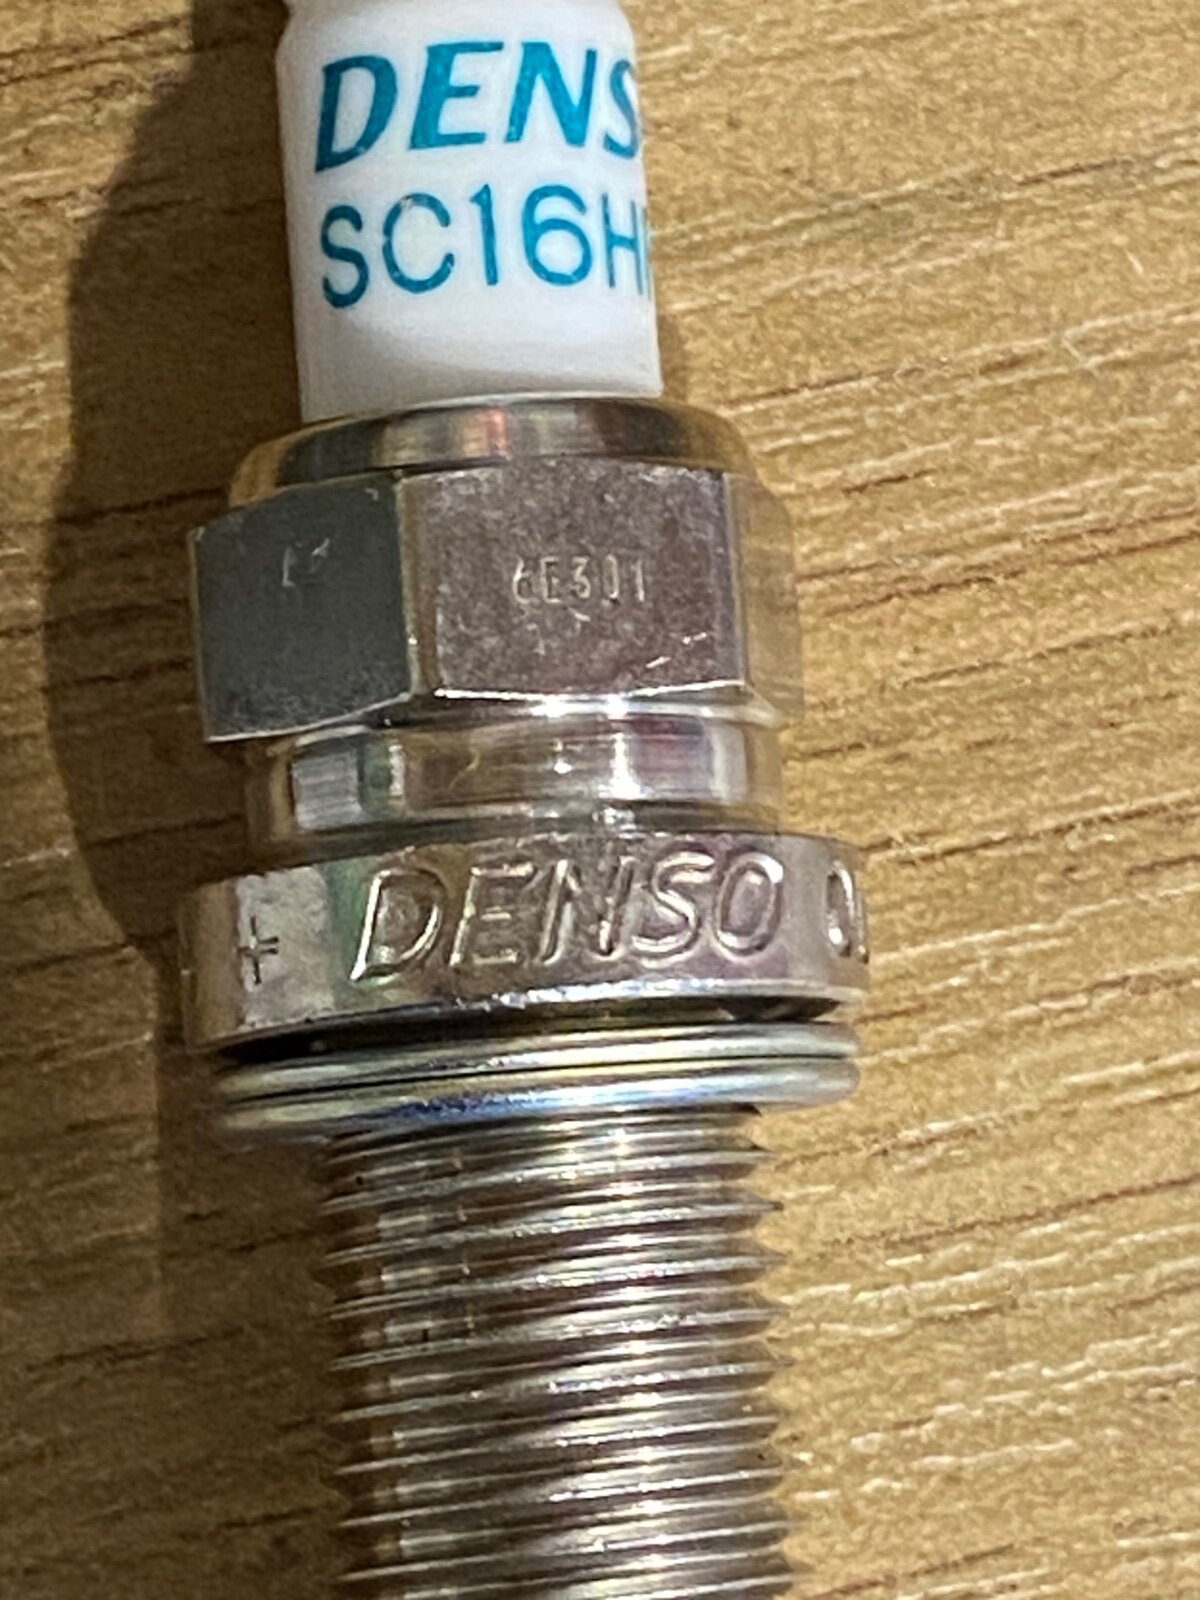 DENS
SC16H
6E301
+ DENSO